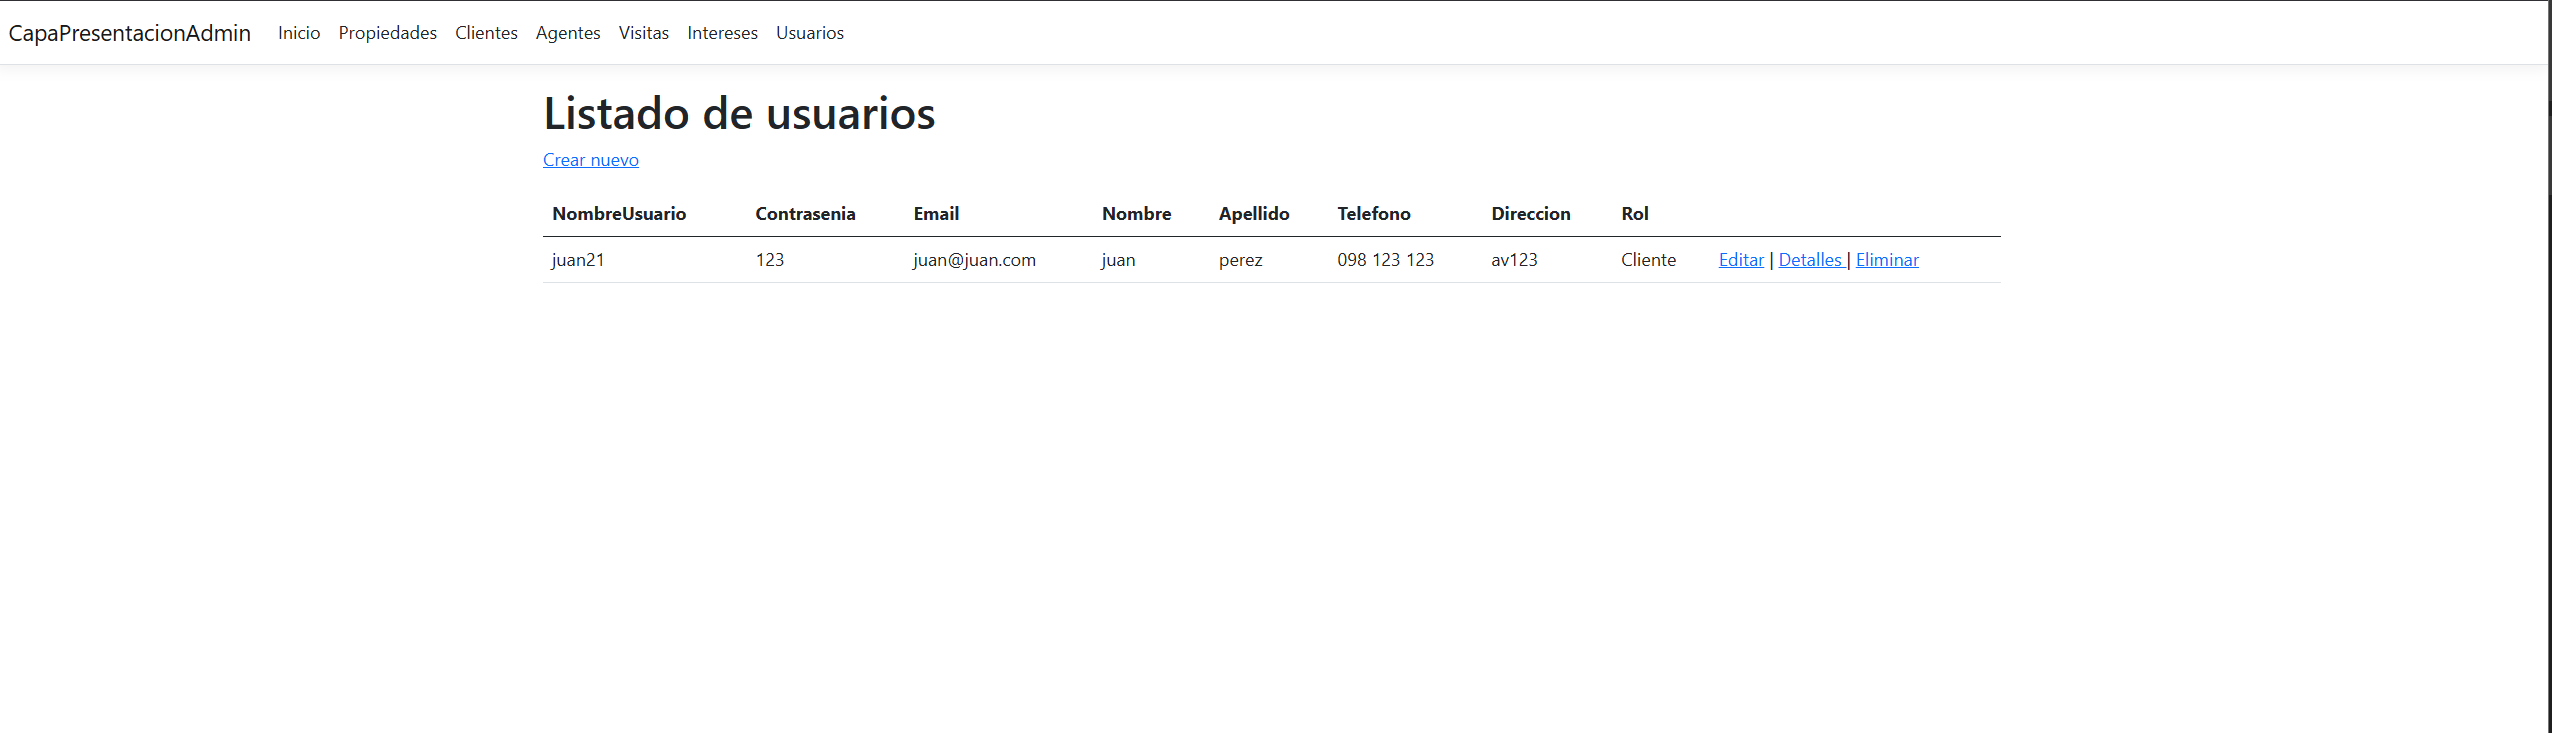 CapaPresentacionAdmin Inicio Propiedades Clientes Agentes Visitas Intereses Usuarios
Listado de usuarios
Crear nuevo
NombreUsuario Contrasenia Email Nombre Apellido Telefono Direccion Rol
juan21 123 juan@juan.com juan perez 098 123 123 av123 Cliente Editar | Detalles | Eliminar